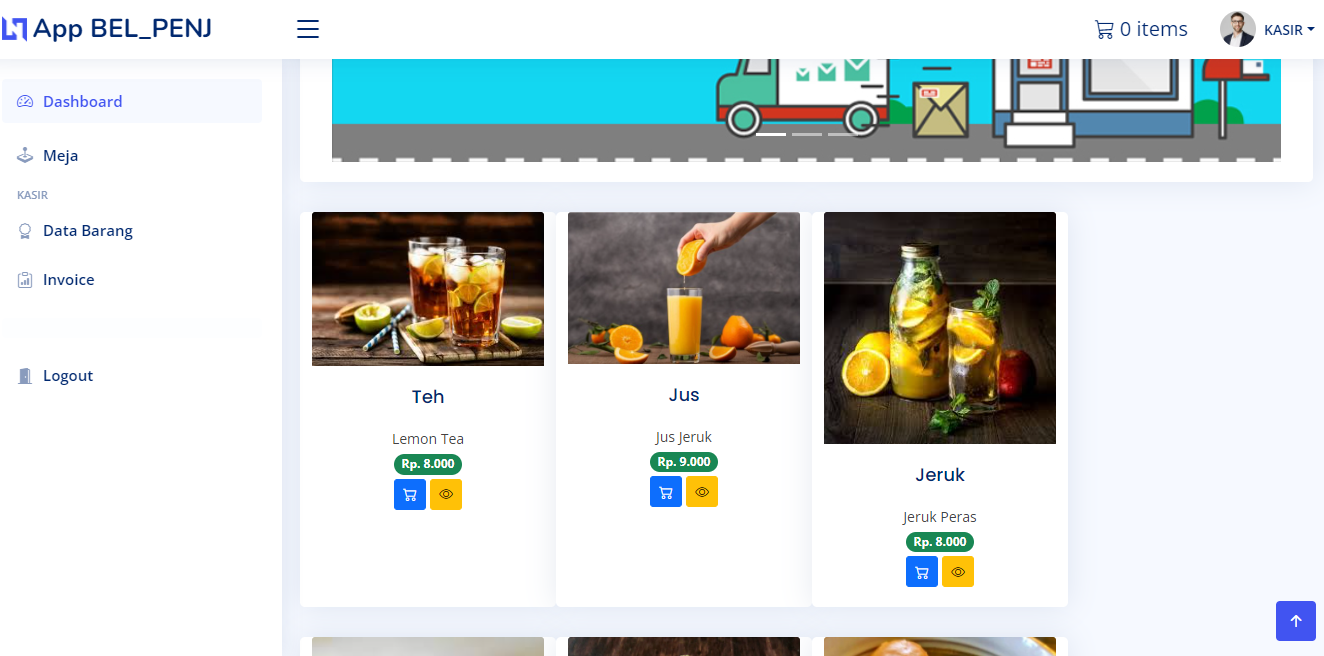 App BEL_PENJ
0 items
KASIR
Dashboard
Meja
KASIR
Data Barang
Invoice
Logout
Teh
Lemon Tea
Rp. 8.000
Jus
Jus Jeruk
Rp. 9.000
Jeruk
Jeruk Peras
Rp. 8.000